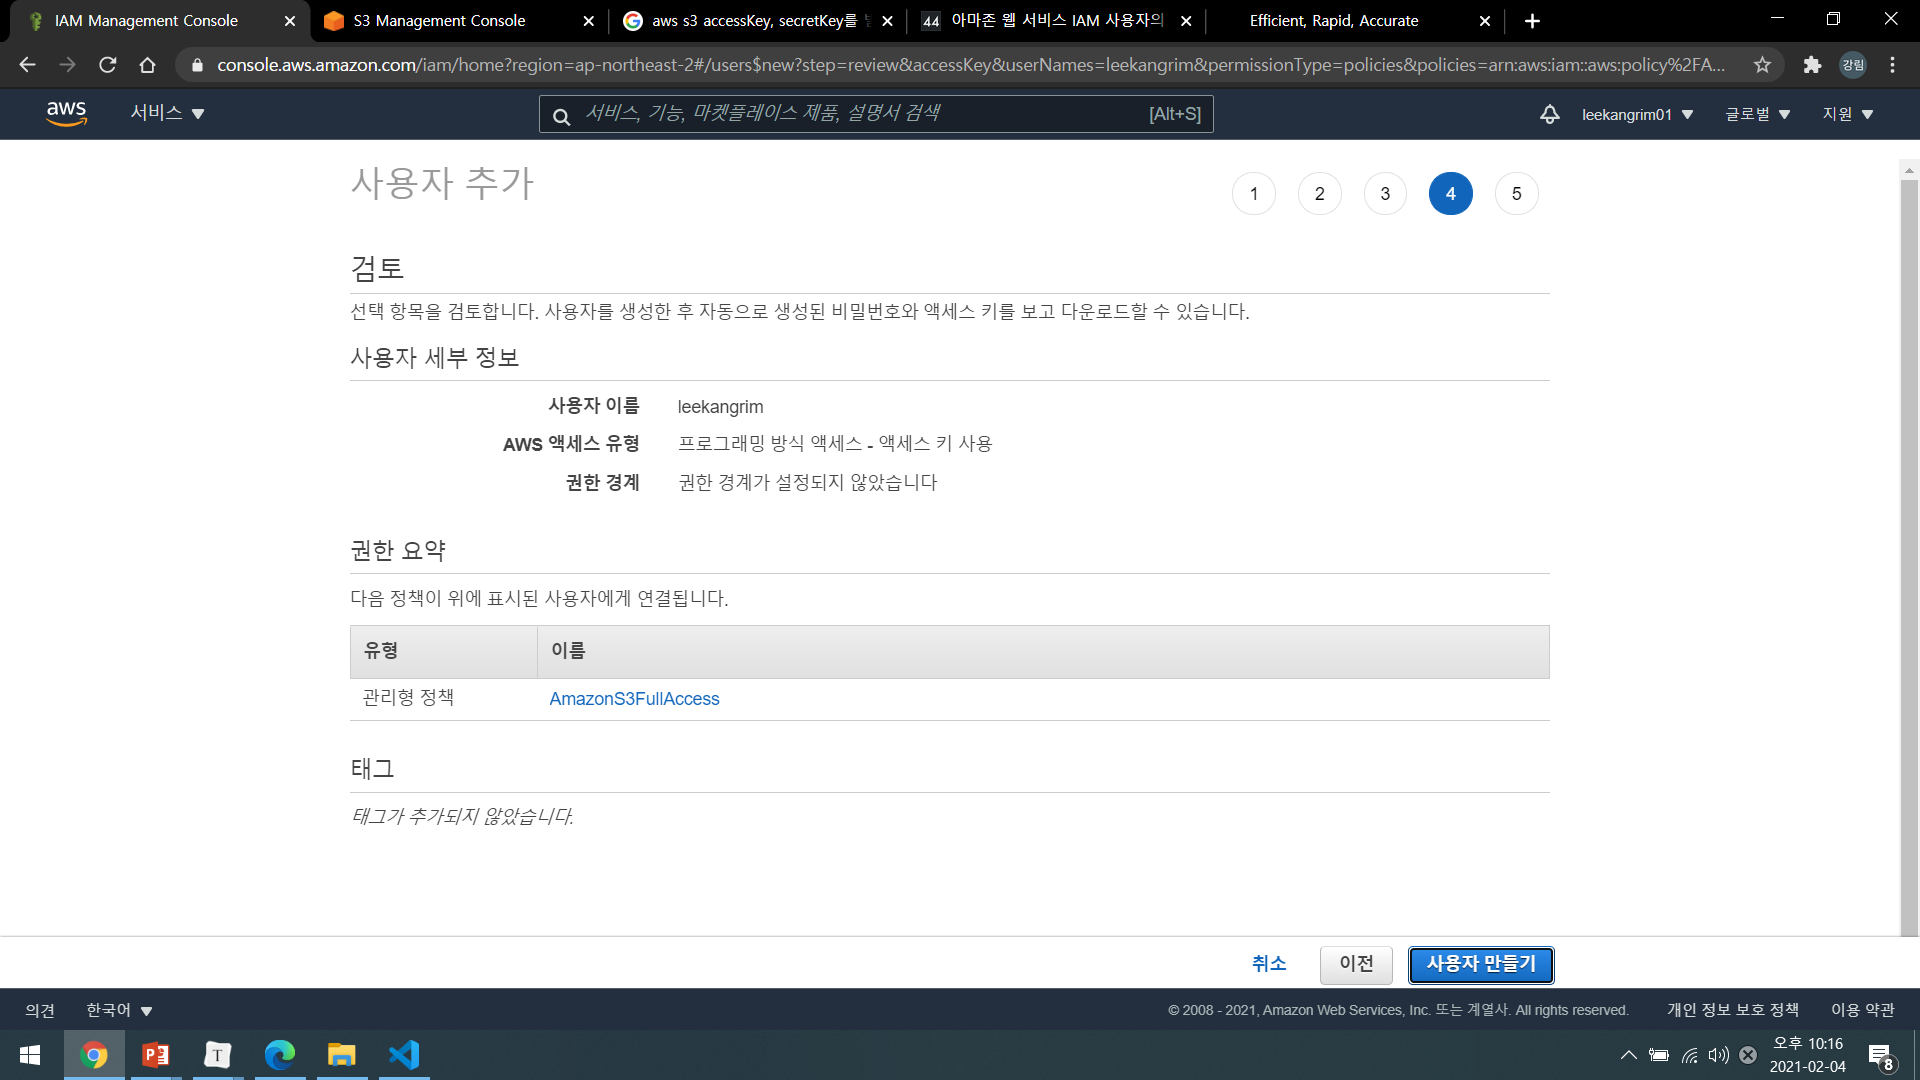 IAM Management Console
S3 Management Console
aws s3 accessKey, secretKey를
아마존 웹 서비스 IAM 사용자의
Efficient, Rapid, Accurate
console.aws.amazon.com/iam/home?region=ap-northeast-2#/users$new?step=review&accessKey&userNames=leekangrim&permissionType=policies&policies=arn:aws:iam::aws:policy%2FA...
강림
aws
서비스
서비스, 기능, 마켓플레이스 제품, 설명서 검색
[Alt+S]
leekangrim01
글로벌
지원
사용자 추가
1 2 3 4 5
검토
선택 항목을 검토합니다. 사용자를 생성한 후 자동으로 생성된 비밀번호와 액세스 키를 보고 다운로드할 수 있습니다.
사용자 세부 정보
사용자 이름 leekangrim
AWS 액세스 유형 프로그래밍 방식 액세스 - 액세스 키 사용
권한 경계 권한 경계가 설정되지 않았습니다
권한 요약
다음 정책이 위에 표시된 사용자에게 연결됩니다.
유형 이름
관리형 정책 AmazonS3FullAccess
태그
태그가 추가되지 않았습니다.
취소 이전 사용자 만들기
의견 한국어
© 2008 - 2021, Amazon Web Services, Inc. 또는 계열사. All rights reserved. 개인 정보 보호 정책 이용 약관
오후 10:16
2021-02-04
8